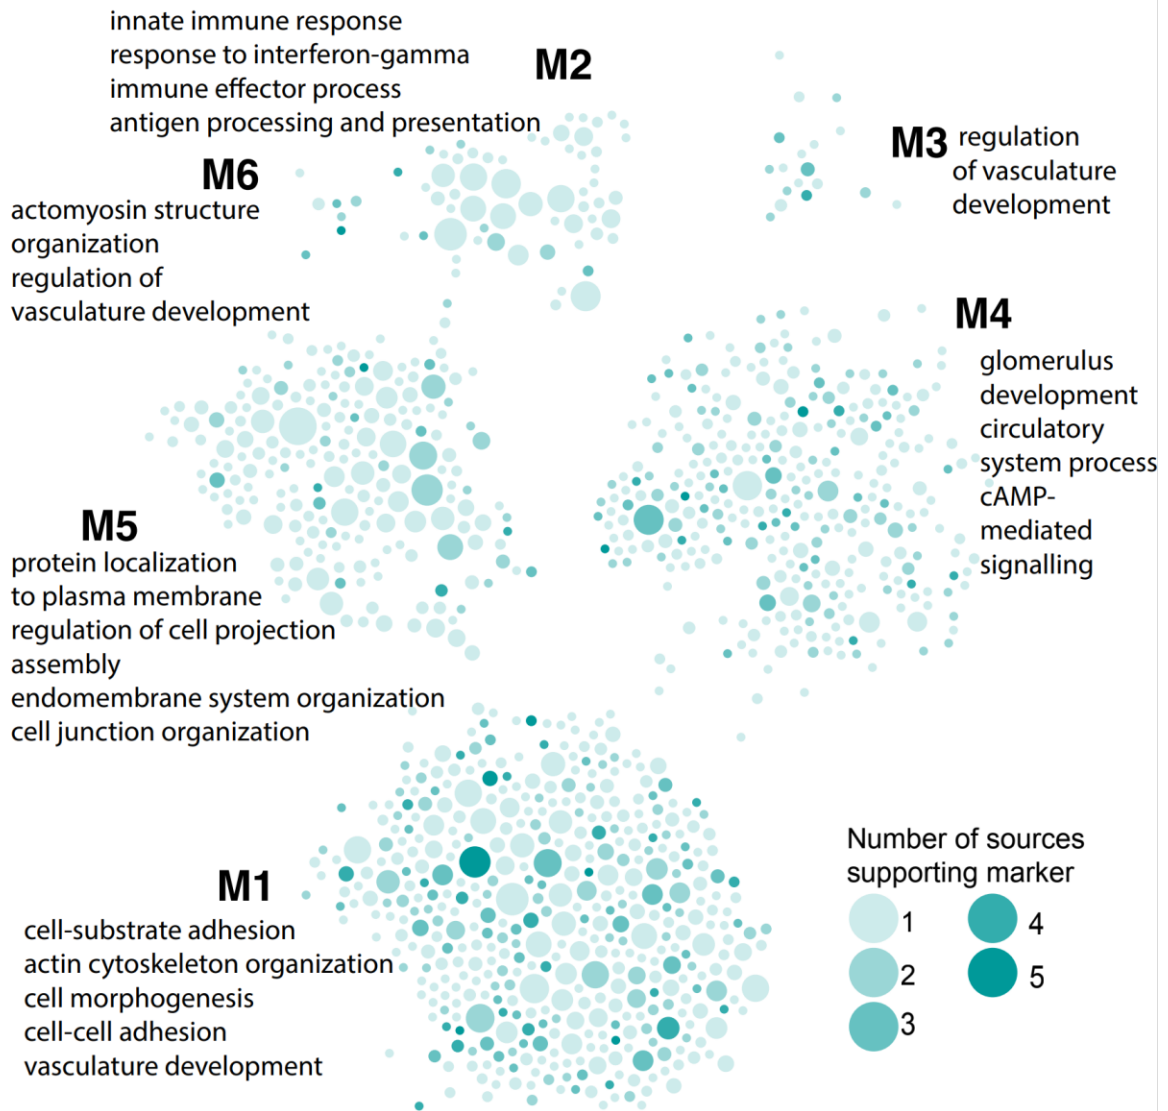 innate immune response
response to interferon-gamma
immune effector process
antigen processing and presentation
M2
M3
regulation
of vasculature
development
M6
actomyosin structure
organization
regulation of
vasculature development
M4
glomerulus
development
circulatory
system process
cAMP-
mediated
signalling
M5
protein localization
to plasma membrane
regulation of cell projection
assembly
endomembrane system organization
cell junction organization
M1
cell-substrate adhesion
actin cytoskeleton organization
cell morphogenesis
cell-cell adhesion
vasculature development
Number of sources
supporting marker
1
2
3
4
5